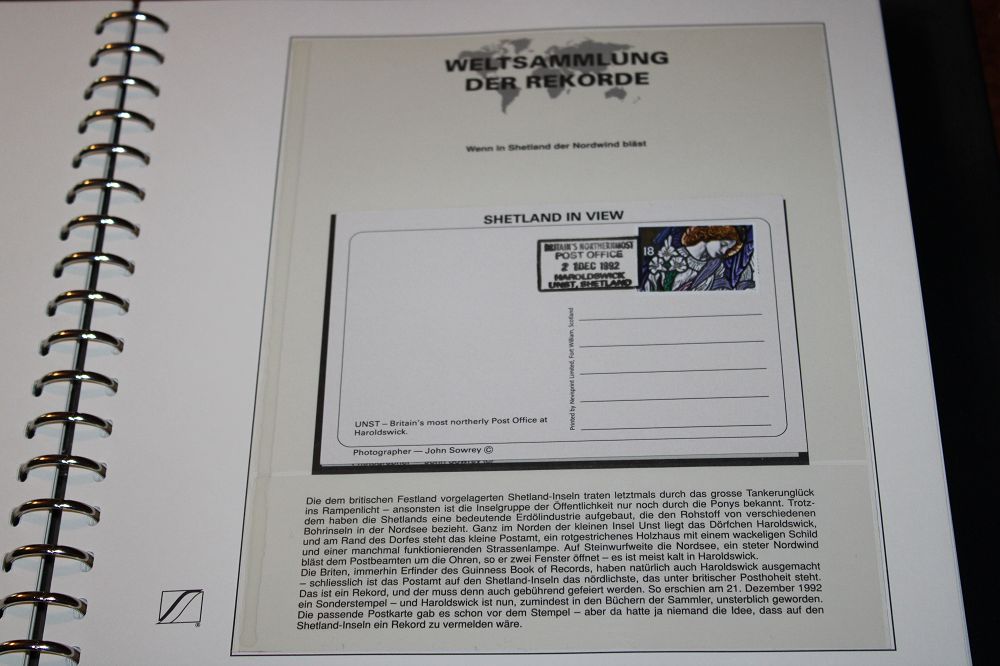 WELTSAMMLUNG
DER REKORDE
Wenn in Shetland der Nordwind bläst
SHETLAND IN VIEW
BRITAIN'S NORTHERNMOST
POST OFFICE
2 1DEC 1992
HAROLDSWICK
UNST, SHETLAND
18
Printed by Nevisprint Limited, Fort William, Scotland
UNST – Britain's most northerly Post Office at
Haroldswick.
Photographer — John Sowrey ©
Die dem britischen Festland vorgelagerten Shetland-Inseln traten letztmals durch das grosse Tankerunglück
ins Rampenlicht – ansonsten ist die Inselgruppe der Öffentlichkeit nur noch durch die Ponys bekannt. Trotz-
dem haben die Shetlands eine bedeutende Erdölindustrie aufgebaut, die den Rohstoff von verschiedenen
Bohrinseln in der Nordsee bezieht. Ganz im Norden der kleinen Insel Unst liegt das Dörfchen Haroldswick,
und am Rand des Dorfes steht das kleine Postamt, ein rotgestrichenes Holzhaus mit einem wackeligen Schild
und einer manchmal funktionierenden Strassenlampe. Auf Steinwurfweite die Nordsee, ein steter Nordwind
bläst dem Postbeamten um die Ohren, so er zwei Fenster öffnet – es ist meist kalt in Haroldswick.
Die Briten, immerhin Erfinder des Guinness Book of Records, haben natürlich auch Haroldswick ausgemacht
– schliesslich ist das Postamt auf den Shetland-Inseln das nördlichste, das unter britischer Posthoheit steht.
Das ist ein Rekord, und der muss denn auch gebührend gefeiert werden. So erschien am 21. Dezember 1992
ein Sonderstempel – und Haroldswick ist nun, zumindest in den Büchern der Sammler, unsterblich geworden.
Die passende Postkarte gab es schon vor dem Stempel – aber da hatte ja niemand die Idee, dass auf den
Shetland-Inseln ein Rekord zu vermelden wäre.